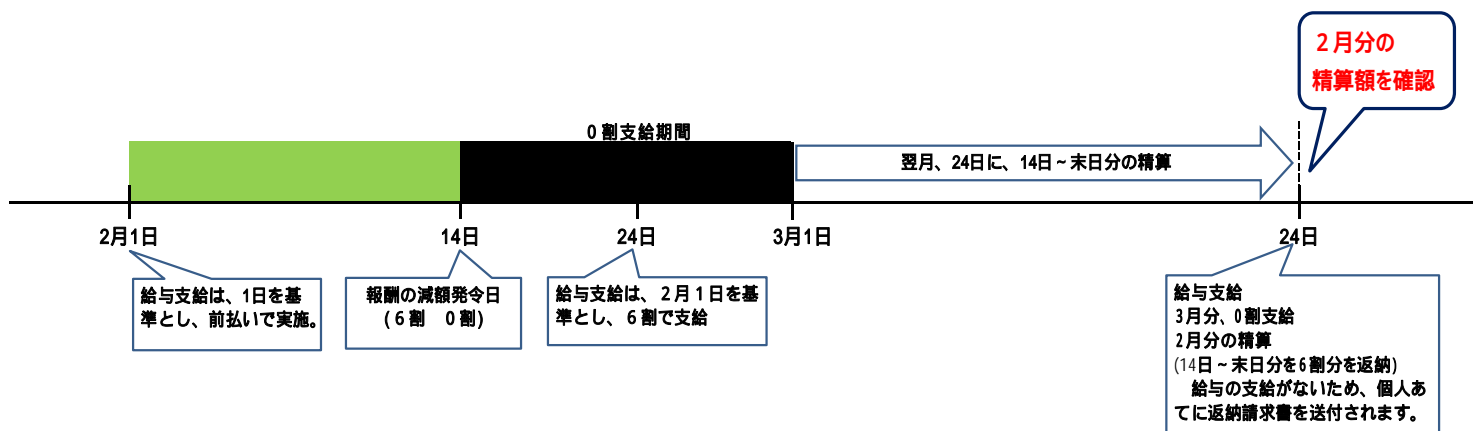 2月分の
精算額を確認
0割支給期間
翌月、24日に、14日～末日分の精算
2月1日
14日
24日
3月1日
24日
給与支給は、1日を基
準とし、前払いで実施。
報酬の減額発令日
(6割　0割)
給与支給は、2月1日を基
準とし、6割で支給
給与支給
3月分、0割支給
2月分の精算
(14日～末日分を6割分を返納)
　給与の支給がないため、個人あ
てに返納請求書を送付されます。